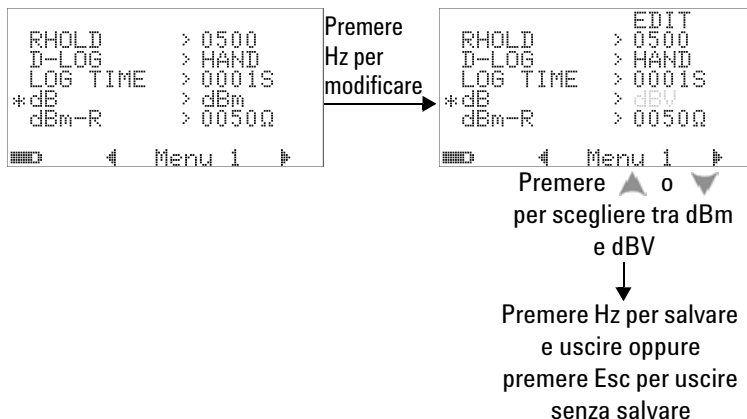 RHOLD > 0500
D-LOG > HAND
LOG TIME > 0001S
*dB > dBm
dBm-R > 0050Ω
Menu 1
Premere
Hz per
modificare
EDIT
RHOLD > 0500
D-LOG > HAND
LOG TIME > 0001S
*dB > dBV
dBm-R > 0050Ω
Menu 1
Premere o
per scegliere tra dBm
e dBV
Premere Hz per salvare
e uscire oppure
premere Esc per uscire
senza salvare